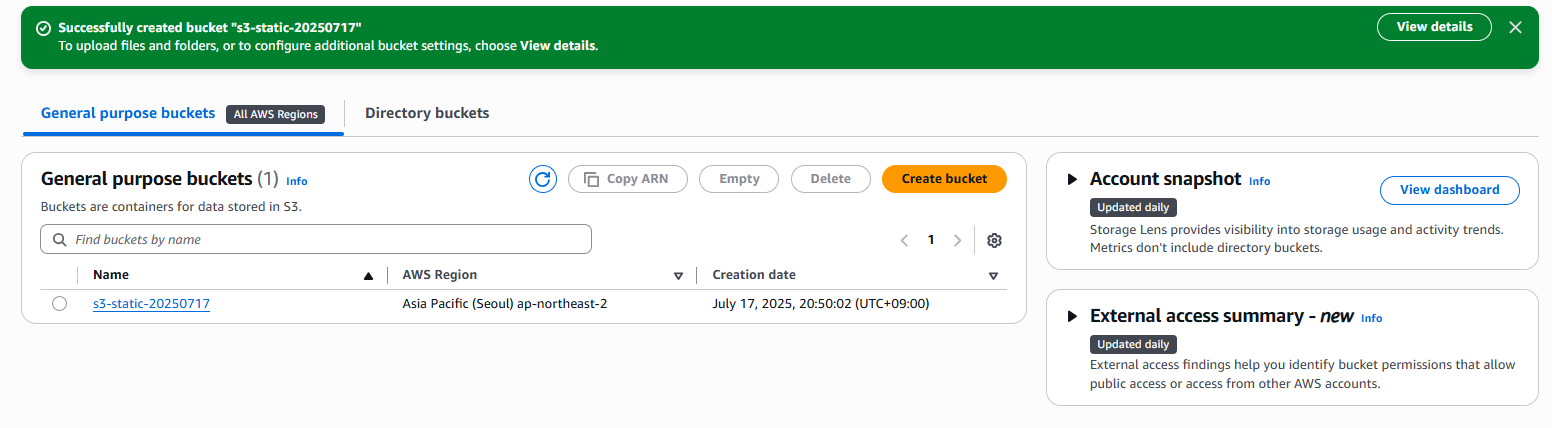 Successfully created bucket "s3-static-20250717"
To upload files and folders, or to configure additional bucket settings, choose View details.
View details
General purpose buckets All AWS Regions
Directory buckets
General purpose buckets (1) Info
Copy ARN
Empty
Delete
Create bucket
Buckets are containers for data stored in S3.
Find buckets by name
1
Name AWS Region Creation date
s3-static-20250717 Asia Pacific (Seoul) ap-northeast-2 July 17, 2025, 20:50:02 (UTC+09:00)
Account snapshot Info
View dashboard
Updated daily
Storage Lens provides visibility into storage usage and activity trends.
Metrics don't include directory buckets.
External access summary - new Info
Updated daily
External access findings help you identify bucket permissions that allow
public access or access from other AWS accounts.